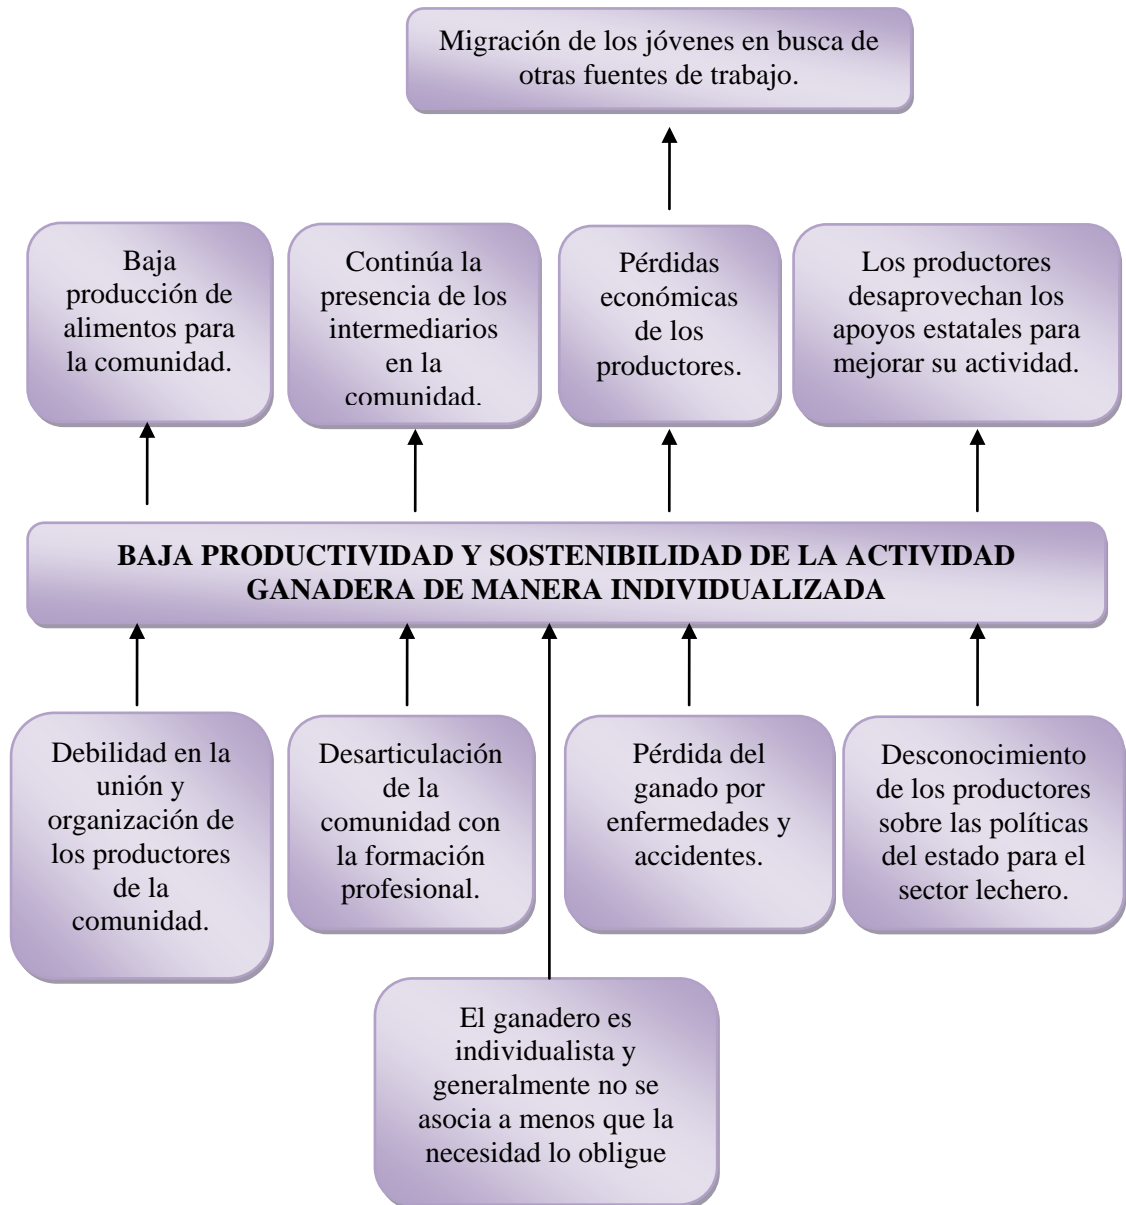 Migración de los jóvenes en busca de
otras fuentes de trabajo.
Baja
producción de
alimentos para
la comunidad.
Continúa la
presencia de los
intermediarios
en la
comunidad.
Pérdidas
económicas
de los
productores.
Los productores
desaprovechan los
apoyos estatales para
mejorar su actividad.
BAJA PRODUCTIVIDAD Y SOSTENIBILIDAD DE LA ACTIVIDAD
GANADERA DE MANERA INDIVIDUALIZADA
Debilidad en la
unión y
organización de
los productores
de la
comunidad.
Desarticulación
de la
comunidad con
la formación
profesional.
Pérdida del
ganado por
enfermedades y
accidentes.
Desconocimiento
de los productores
sobre las políticas
del estado para el
sector lechero.
El ganadero es
individualista y
generalmente no se
asocia a menos que la
necesidad lo obligue